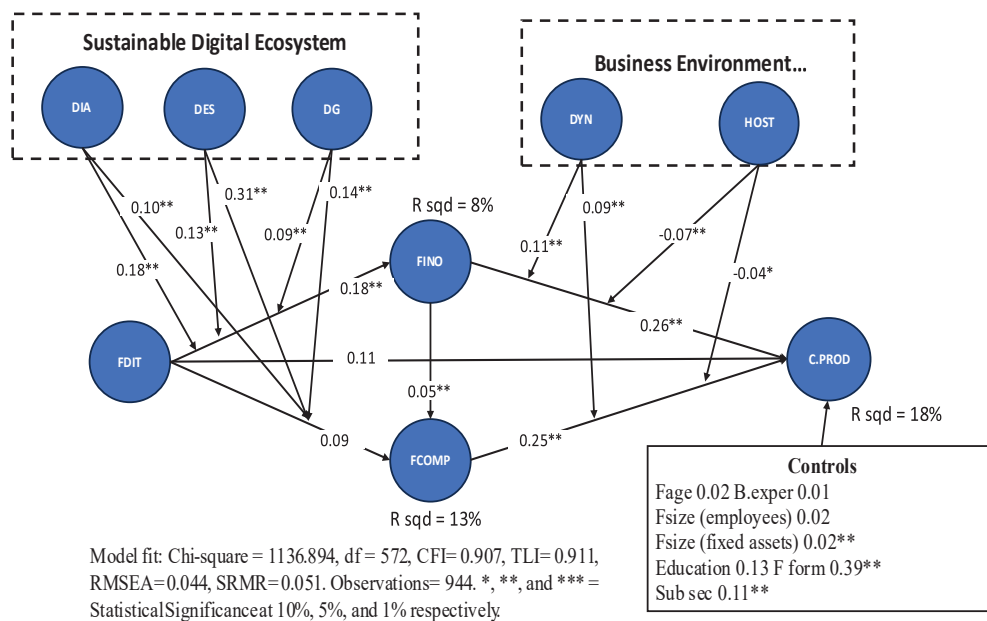 Sustainable Digital Ecosystem
Business Environment…
DIA
DES
DG
DYN
HOST
0.10**
0.31**
0.14**
R sqd = 8%
0.09**
0.13**
0.09**
0.11**
-0.07**
0.18**
FINO
-0.04*
0.18**
0.26**
FDIT
0.11
C.PROD
0.05**
R sqd = 18%
0.09
0.25**
FCOMP
R sqd = 13%
Controls
Fage 0.02 B.exper 0.01
Fsize (employees) 0.02
Fsize (fixed assets) 0.02**
Education 0.13 F form 0.39**
Sub sec 0.11**
Model fit: Chi-square = 1136.894, df = 572, CFI= 0.907, TLI= 0.911,
RMSEA= 0.044, SRMR= 0.051. Observations= 944. *, **, and *** =
Statistical Significance at 10%, 5%, and 1% respectively.